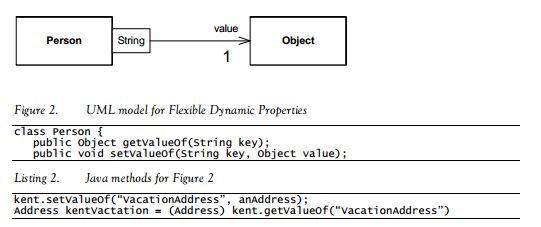 value
Person
String
Object
1
Figure 2. UML model for Flexible Dynamic Properties
class Person {
public Object getValueOf(String key);
public void setValueOf(String key, Object value);
Listing 2. Java methods for Figure 2
kent.setValueOf("VacationAddress", anAddress);
Address kentVactation = (Address) kent.getValueOf("VacationAddress")